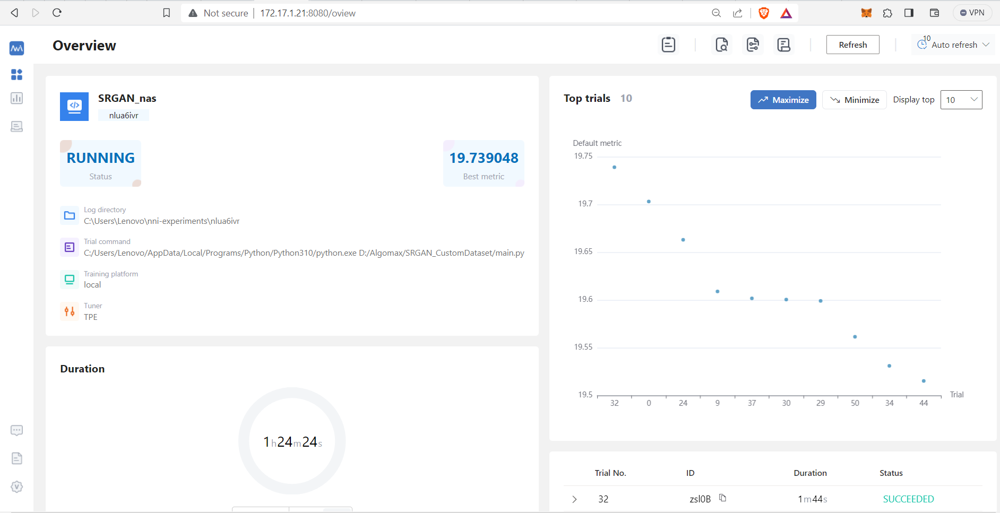 Not secure | 172.17.1.21:8080/oview
VPN
Overview
Refresh
10
Auto refresh
SRGAN_nas
nlua6ivr
RUNNING
Status
19.739048
Best metric
Log directory
C:\Users\Lenovo\nni-experiments\nlua6ivr
Trial command
C:/Users/Lenovo/AppData/Local/Programs/Python/Python310/python.exe D:/Algomax/SRGAN_CustomDataset/main.py
Training platform
local
Tuner
TPE
Duration
1h24m24s
Top trials 10
Maximize
Minimize
Display top
10
Default metric
19.75
19.7
19.65
19.6
19.55
19.5
32 0 24 9 37 30 29 50 34 44
Trial
Trial No. ID Duration Status
32 zsl0B 1m44s SUCCEEDED